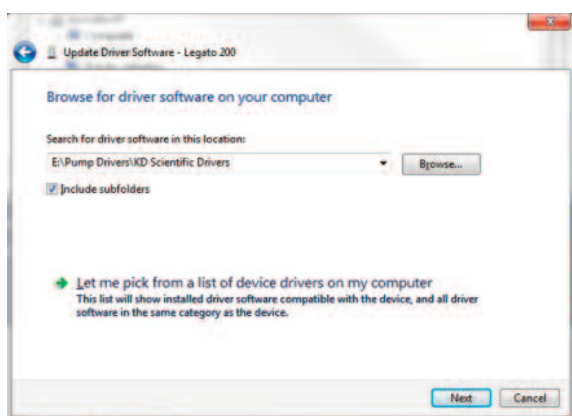 Update Driver Software - Legato 200
Browse for driver software on your computer
Search for driver software in this location:
E:\Pump Drivers\KD Scientific Drivers
Browse...
Include subfolders
Let me pick from a list of device drivers on my computer
This list will show installed driver software compatible with the device, and all driver
software in the same category as the device.
Next
Cancel